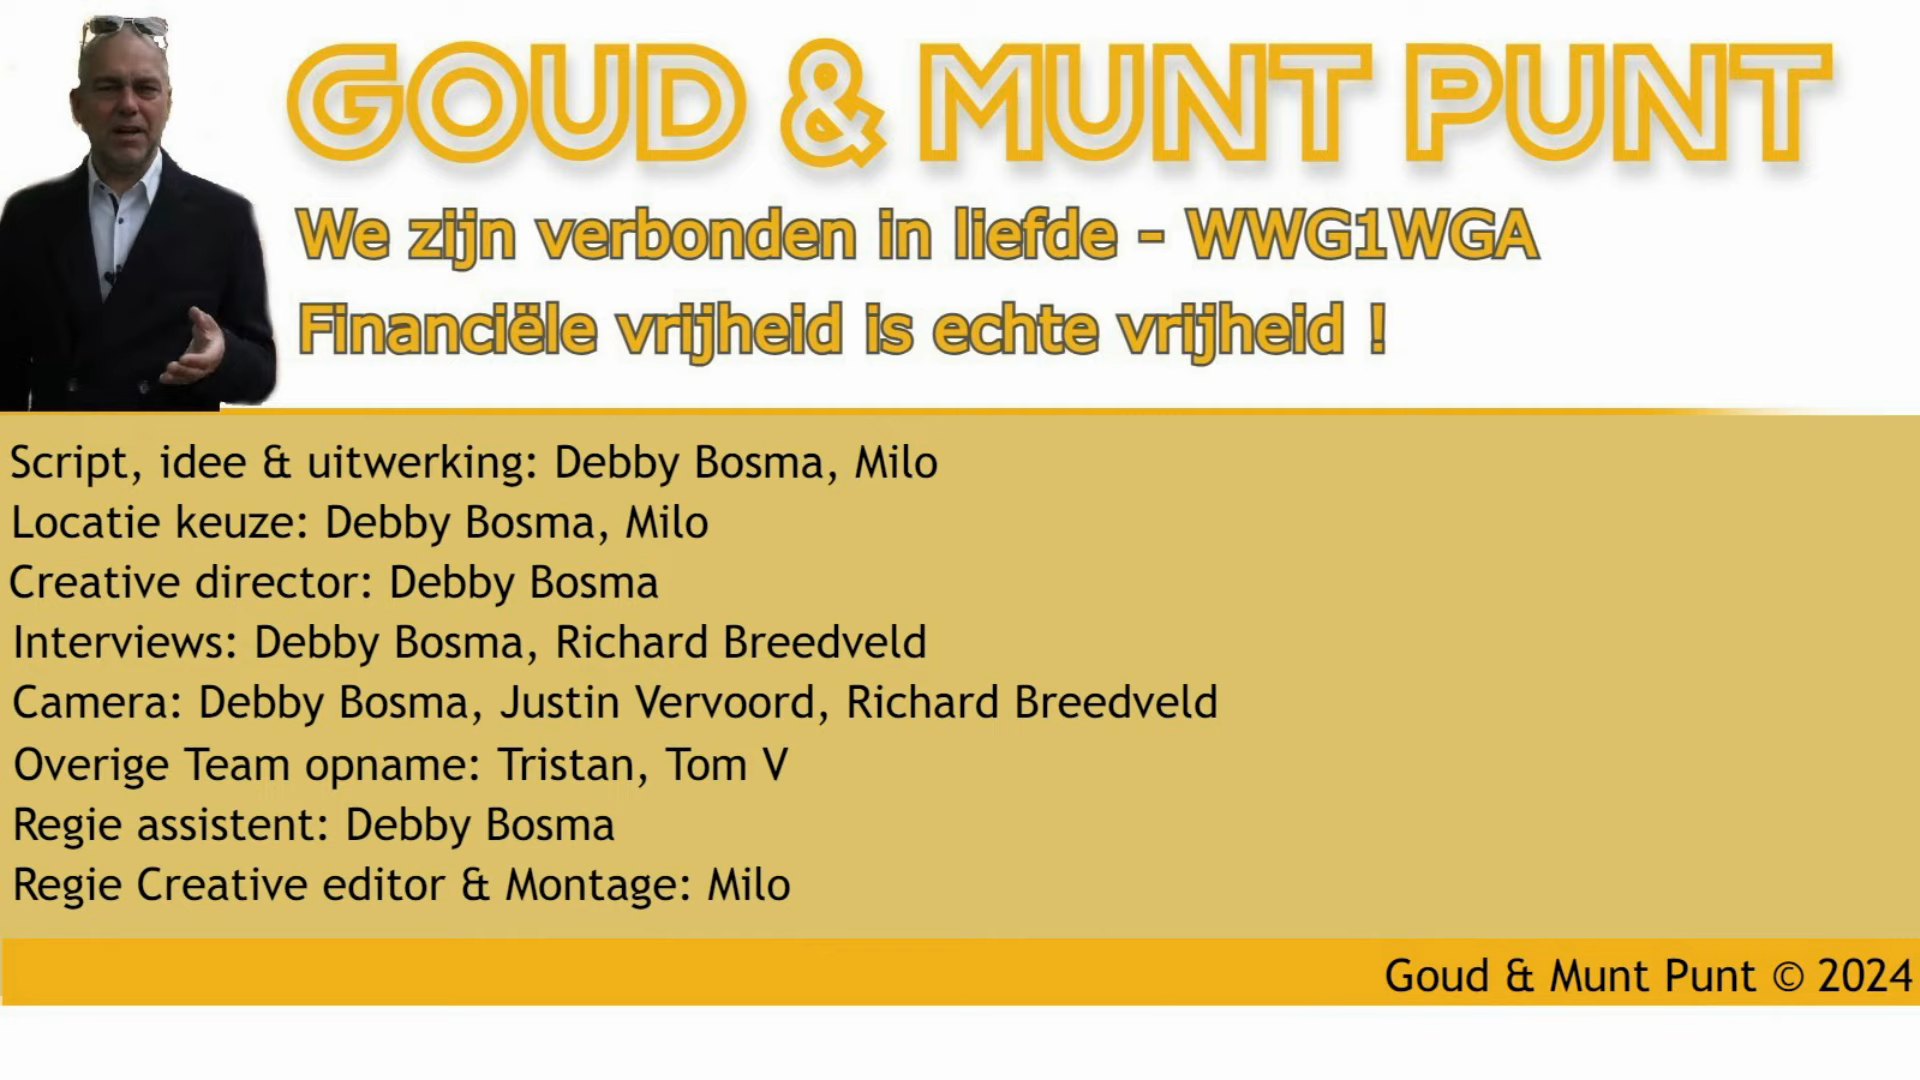 GOUD & MUNT PUNT
We zijn verbonden in liefde - WWG1WGA
Financiële vrijheid is echte vrijheid !
Script, idee & uitwerking: Debby Bosma, Milo
Locatie keuze: Debby Bosma, Milo
Creative director: Debby Bosma
Interviews: Debby Bosma, Richard Breedveld
Camera: Debby Bosma, Justin Vervoord, Richard Breedveld
Overige Team opname: Tristan, Tom V
Regie assistent: Debby Bosma
Regie Creative editor & Montage: Milo
Goud & Munt Punt © 2024